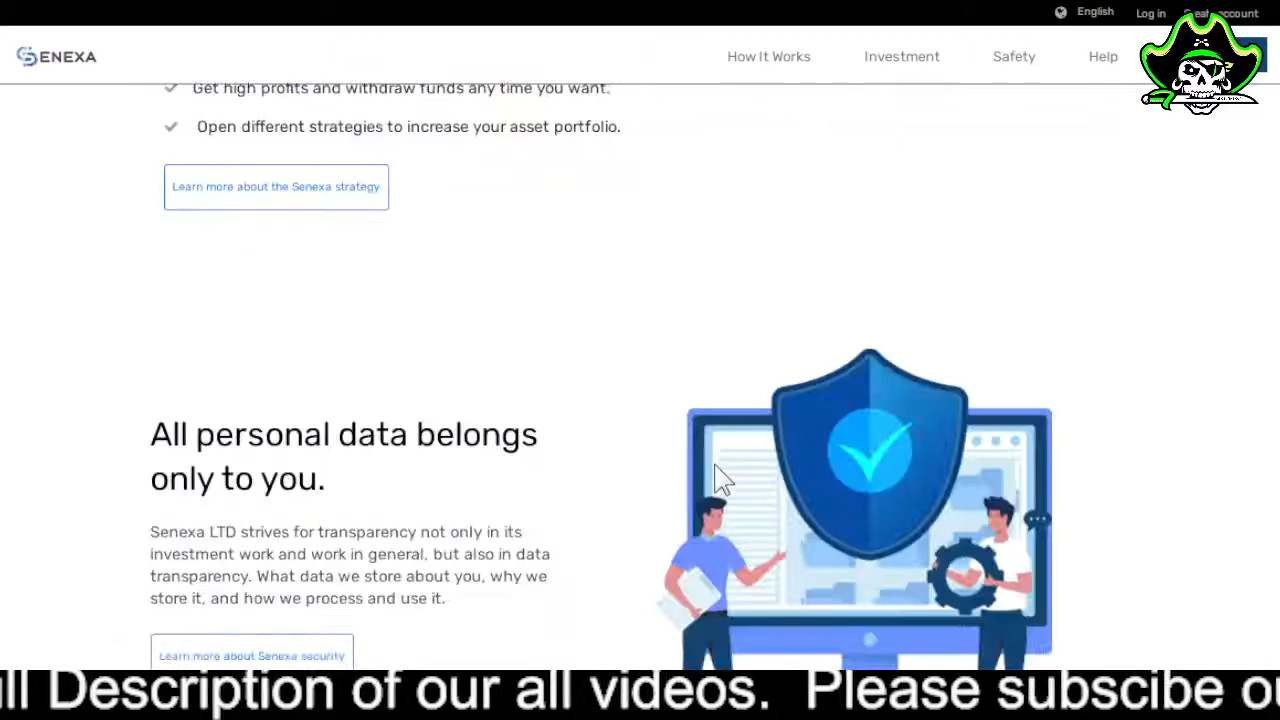 English Log in Create account
SENEXA
How It Works Investment Safety Help
Get high profits and withdraw funds any time you want.
Open different strategies to increase your asset portfolio.
Learn more about the Senexa strategy
All personal data belongs
only to you.
Senexa LTD strives for transparency not only in its
investment work and work in general, but also in data
transparency. What data we store about you, why we
store it, and how we process and use it.
Learn more about Senexa security
ll Description of our all videos. Please subscibe ou